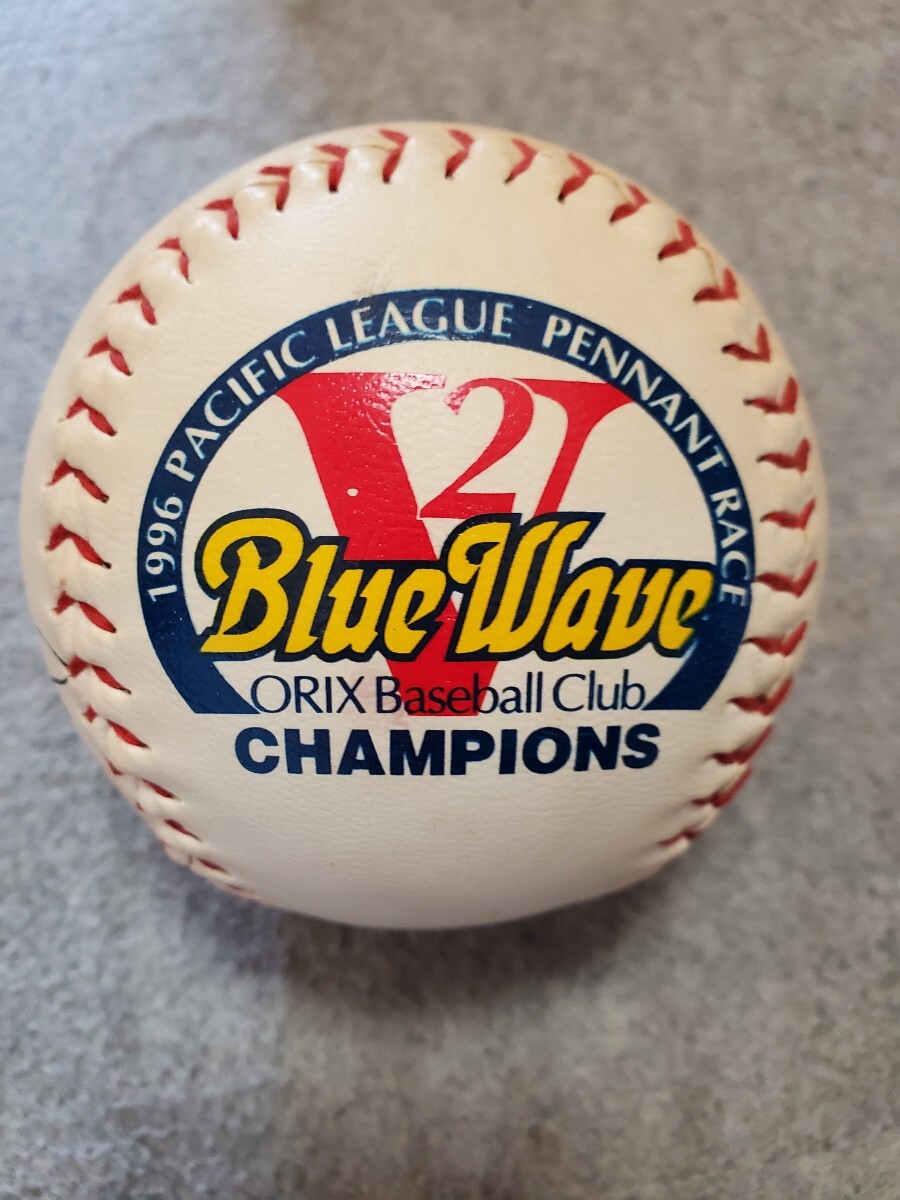 1996 PACIFIC LEAGUE PENNANT RACE
V2
Blue Wave
ORIX Baseball Club
CHAMPIONS